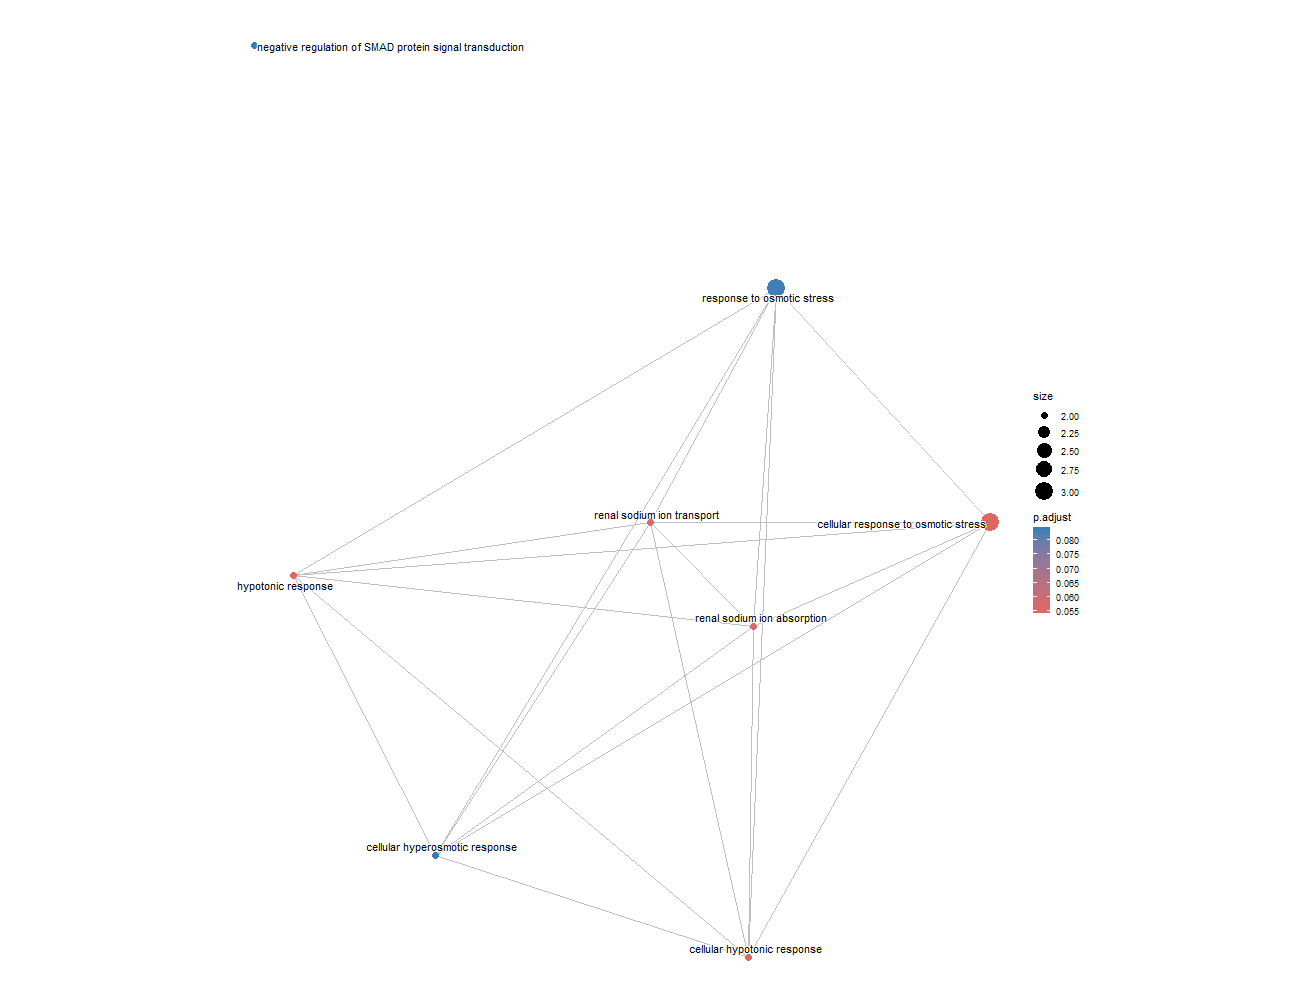 negative regulation of SMAD protein signal transduction
response to osmotic stress
size
2.00
2.25
2.50
2.75
3.00
renal sodium ion transport
cellular response to osmotic stress
p.adjust
0.080
0.075
0.070
0.065
0.060
0.055
hypotonic response
renal sodium ion absorption
cellular hyperosmotic response
cellular hypotonic response